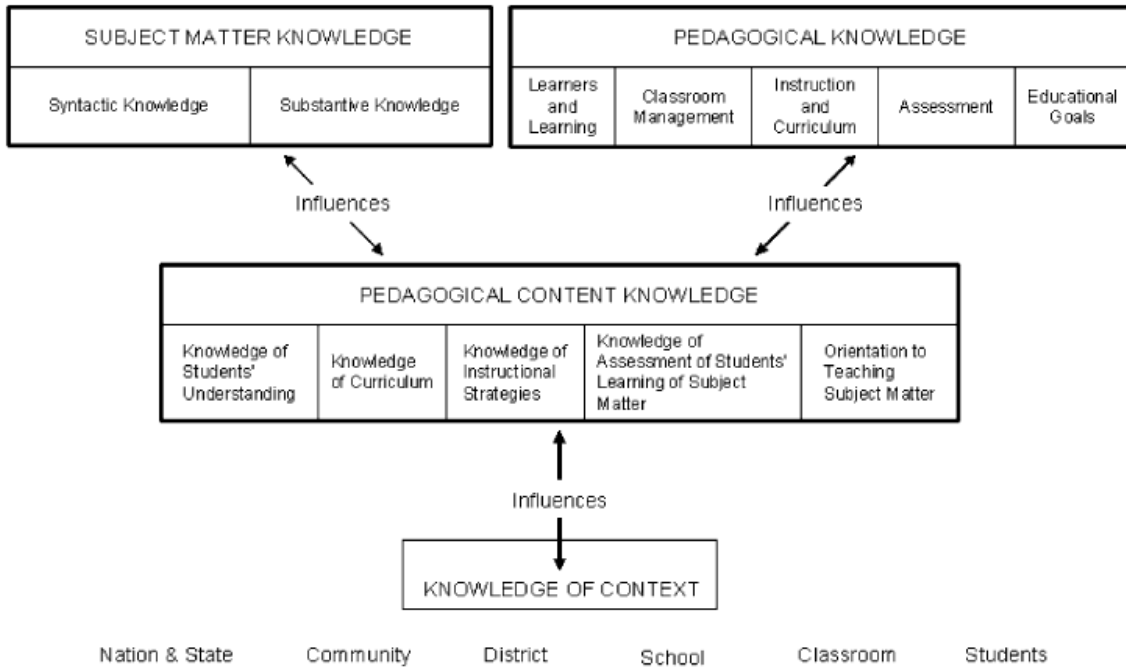 SUBJECT MATTER KNOWLEDGE
Syntactic Knowledge
Substantive Knowledge
PEDAGOGICAL KNOWLEDGE
Learners
and
Learning
Classroom
Management
Instruction
and
Curriculum
Assessment
Educational
Goals
Influences
Influences
PEDAGOGICAL CONTENT KNOWLEDGE
Knowledge of
Students'
Understanding
Knowledge
of Curriculum
Knowledge of
Instructional
Strategies
Knowledge of
Assessment of Students'
Learning of Subject
Matter
Orientation to
Teaching
Subject Matter
Influences
KNOWLEDGE OF CONTEXT
Nation & State
Community
District
School
Classroom
Students